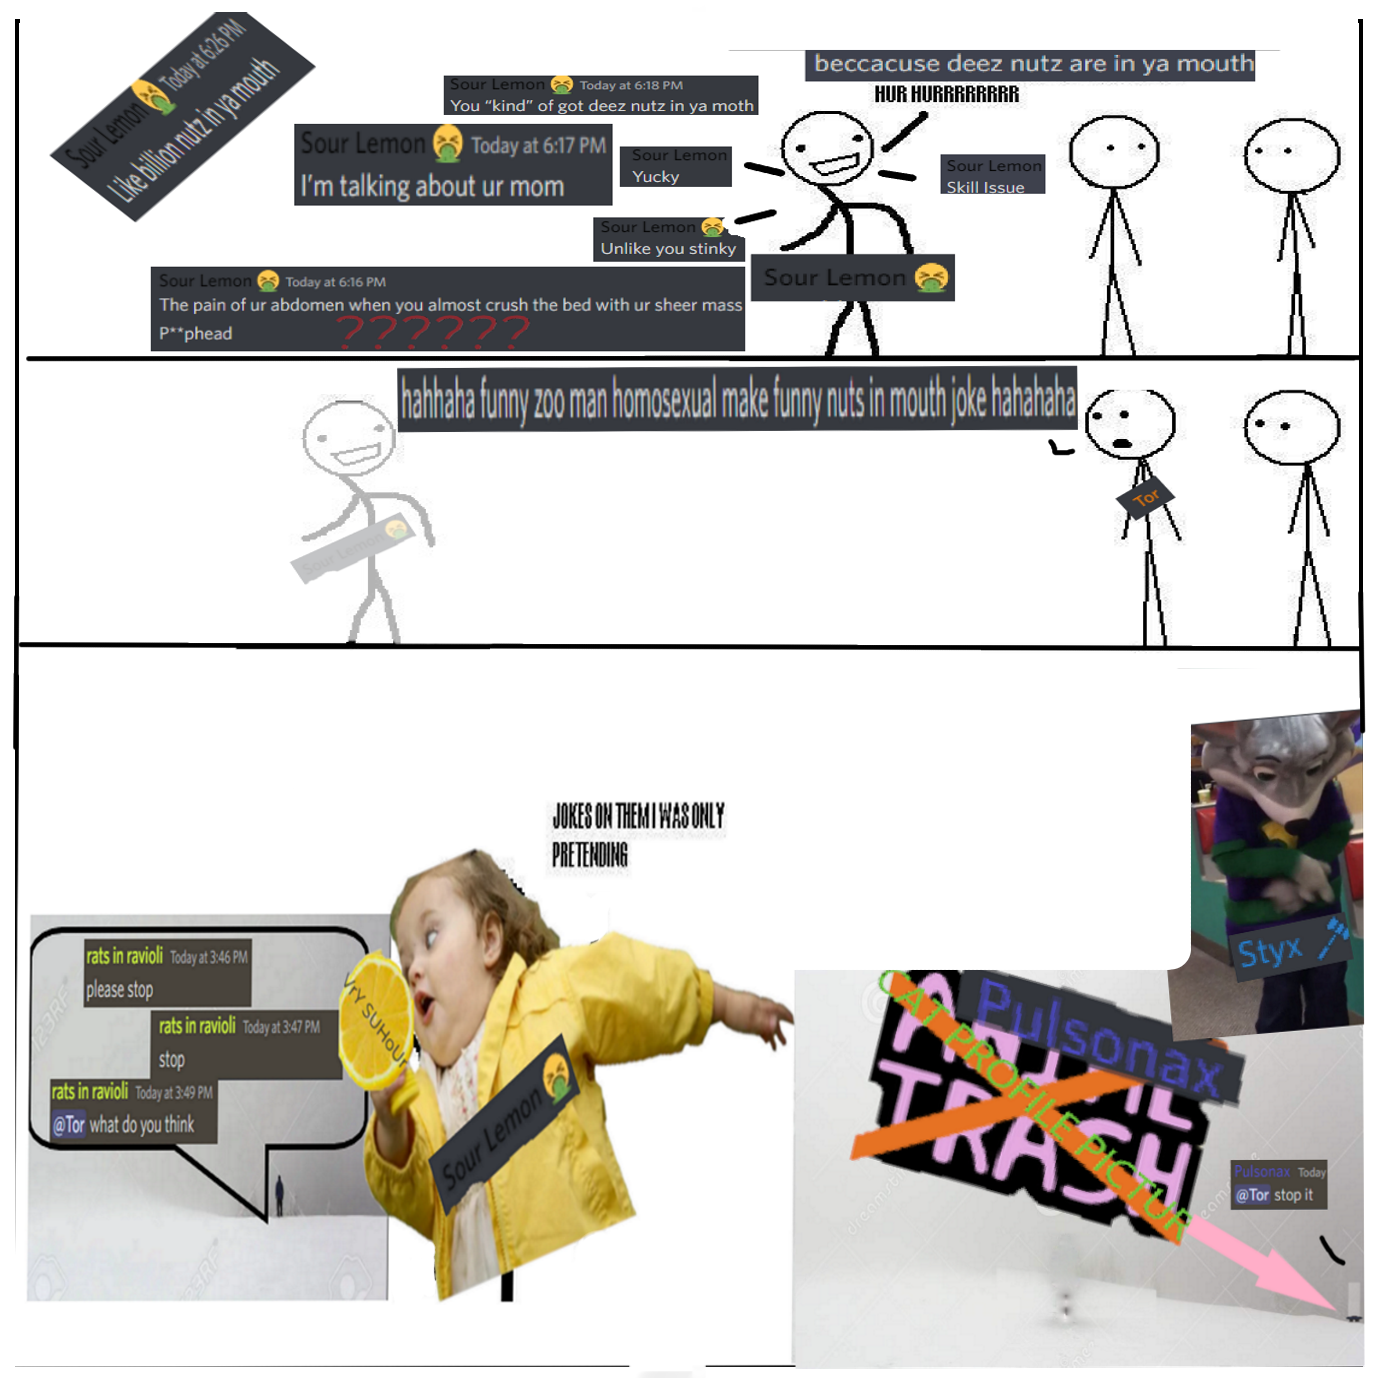 Sour Lemon 🤮 Today at 6:26 PM
Like billion nutz in ya mouth
Sour Lemon 🤮 Today at 6:18 PM
You “kind” of got deez nutz in ya moth
beccacuse deez nutz are in ya mouth
HUR HURRRRRRRR
Sour Lemon 🤮 Today at 6:17 PM
I'm talking about ur mom
Sour Lemon
Yucky
Sour Lemon
Skill Issue
Sour Lemon 🤮
Unlike you stinky
Sour Lemon 🤮
Sour Lemon 🤮 Today at 6:16 PM
The pain of ur abdomen when you almost crush the bed with ur sheer mass
P**phead
??????
hahhaha funny zoo man homosexual make funny nuts in mouth joke hahahaha
Sour Lemon 🤮
Tor
JOKES ON THEM I WAS ONLY
PRETENDING
rats in ravioli Today at 3:46 PM
please stop
rats in ravioli Today at 3:47 PM
stop
rats in ravioli Today at 3:49 PM
@Tor what do you think
VrY SUHoUr
Sour Lemon 🤮
Styx
Pulsonax
TRASH
CAT PROFILE PICTUR
Pulsonax Today
@Tor stop it